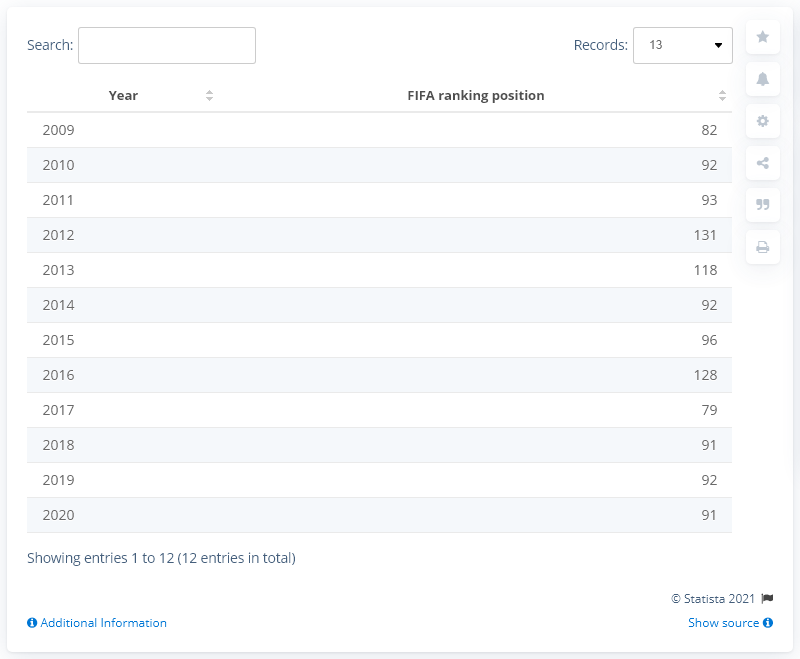 Search:
Records: 13
Year FIFA ranking position
2009 82
2010 92
2011 93
2012 131
2013 118
2014 92
2015 96
2016 128
2017 79
2018 91
2019 92
2020 91
Showing entries 1 to 12 (12 entries in total)
© Statista 2021
Additional Information Show source